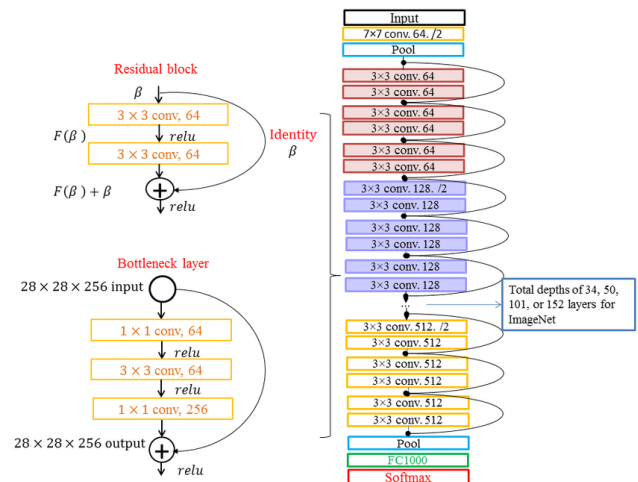 Residual block
β
3 × 3 conv, 64
F(β)
relu
3 × 3 conv, 64
F(β) + β
+
relu
Identity
β
Bottleneck layer
28 × 28 × 256 input
1 × 1 conv, 64
relu
3 × 3 conv, 64
relu
1 × 1 conv, 256
28 × 28 × 256 output
+
relu
Input
7×7 conv. 64. /2
Pool
3×3 conv. 64
3×3 conv. 64
3×3 conv. 64
3×3 conv. 64
3×3 conv. 64
3×3 conv. 64
3×3 conv. 128. /2
3×3 conv. 128
3×3 conv. 128
3×3 conv. 128
3×3 conv. 128
3×3 conv. 128
...
3×3 conv. 512. /2
3×3 conv. 512
3×3 conv. 512
3×3 conv. 512
3×3 conv. 512
3×3 conv. 512
Pool
FC1000
Softmax
Total depths of 34, 50,
101, or 152 layers for
ImageNet